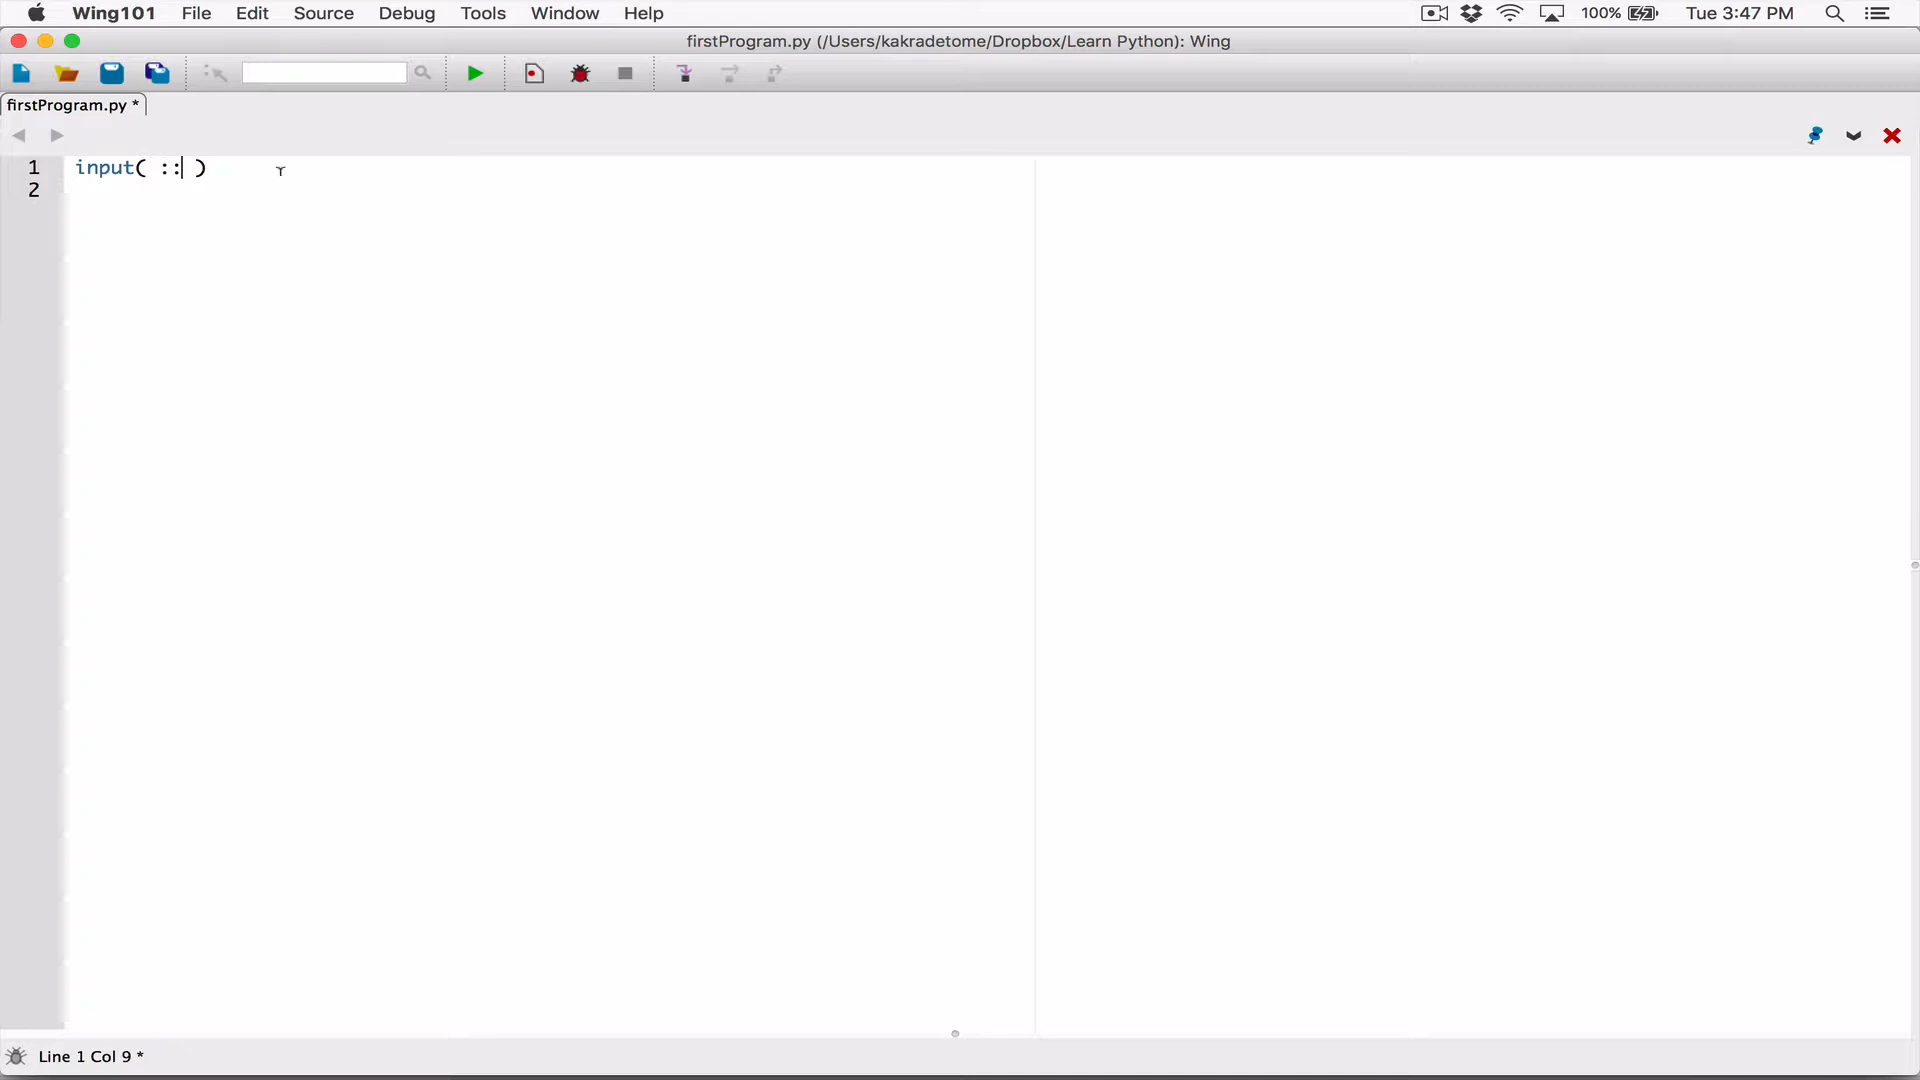 Wing101 File Edit Source Debug Tools Window Help 100% Tue 3:47 PM
firstProgram.py (/Users/kakradetome/Dropbox/Learn Python): Wing
firstProgram.py *
1 input( :: )
2
Line 1 Col 9 *